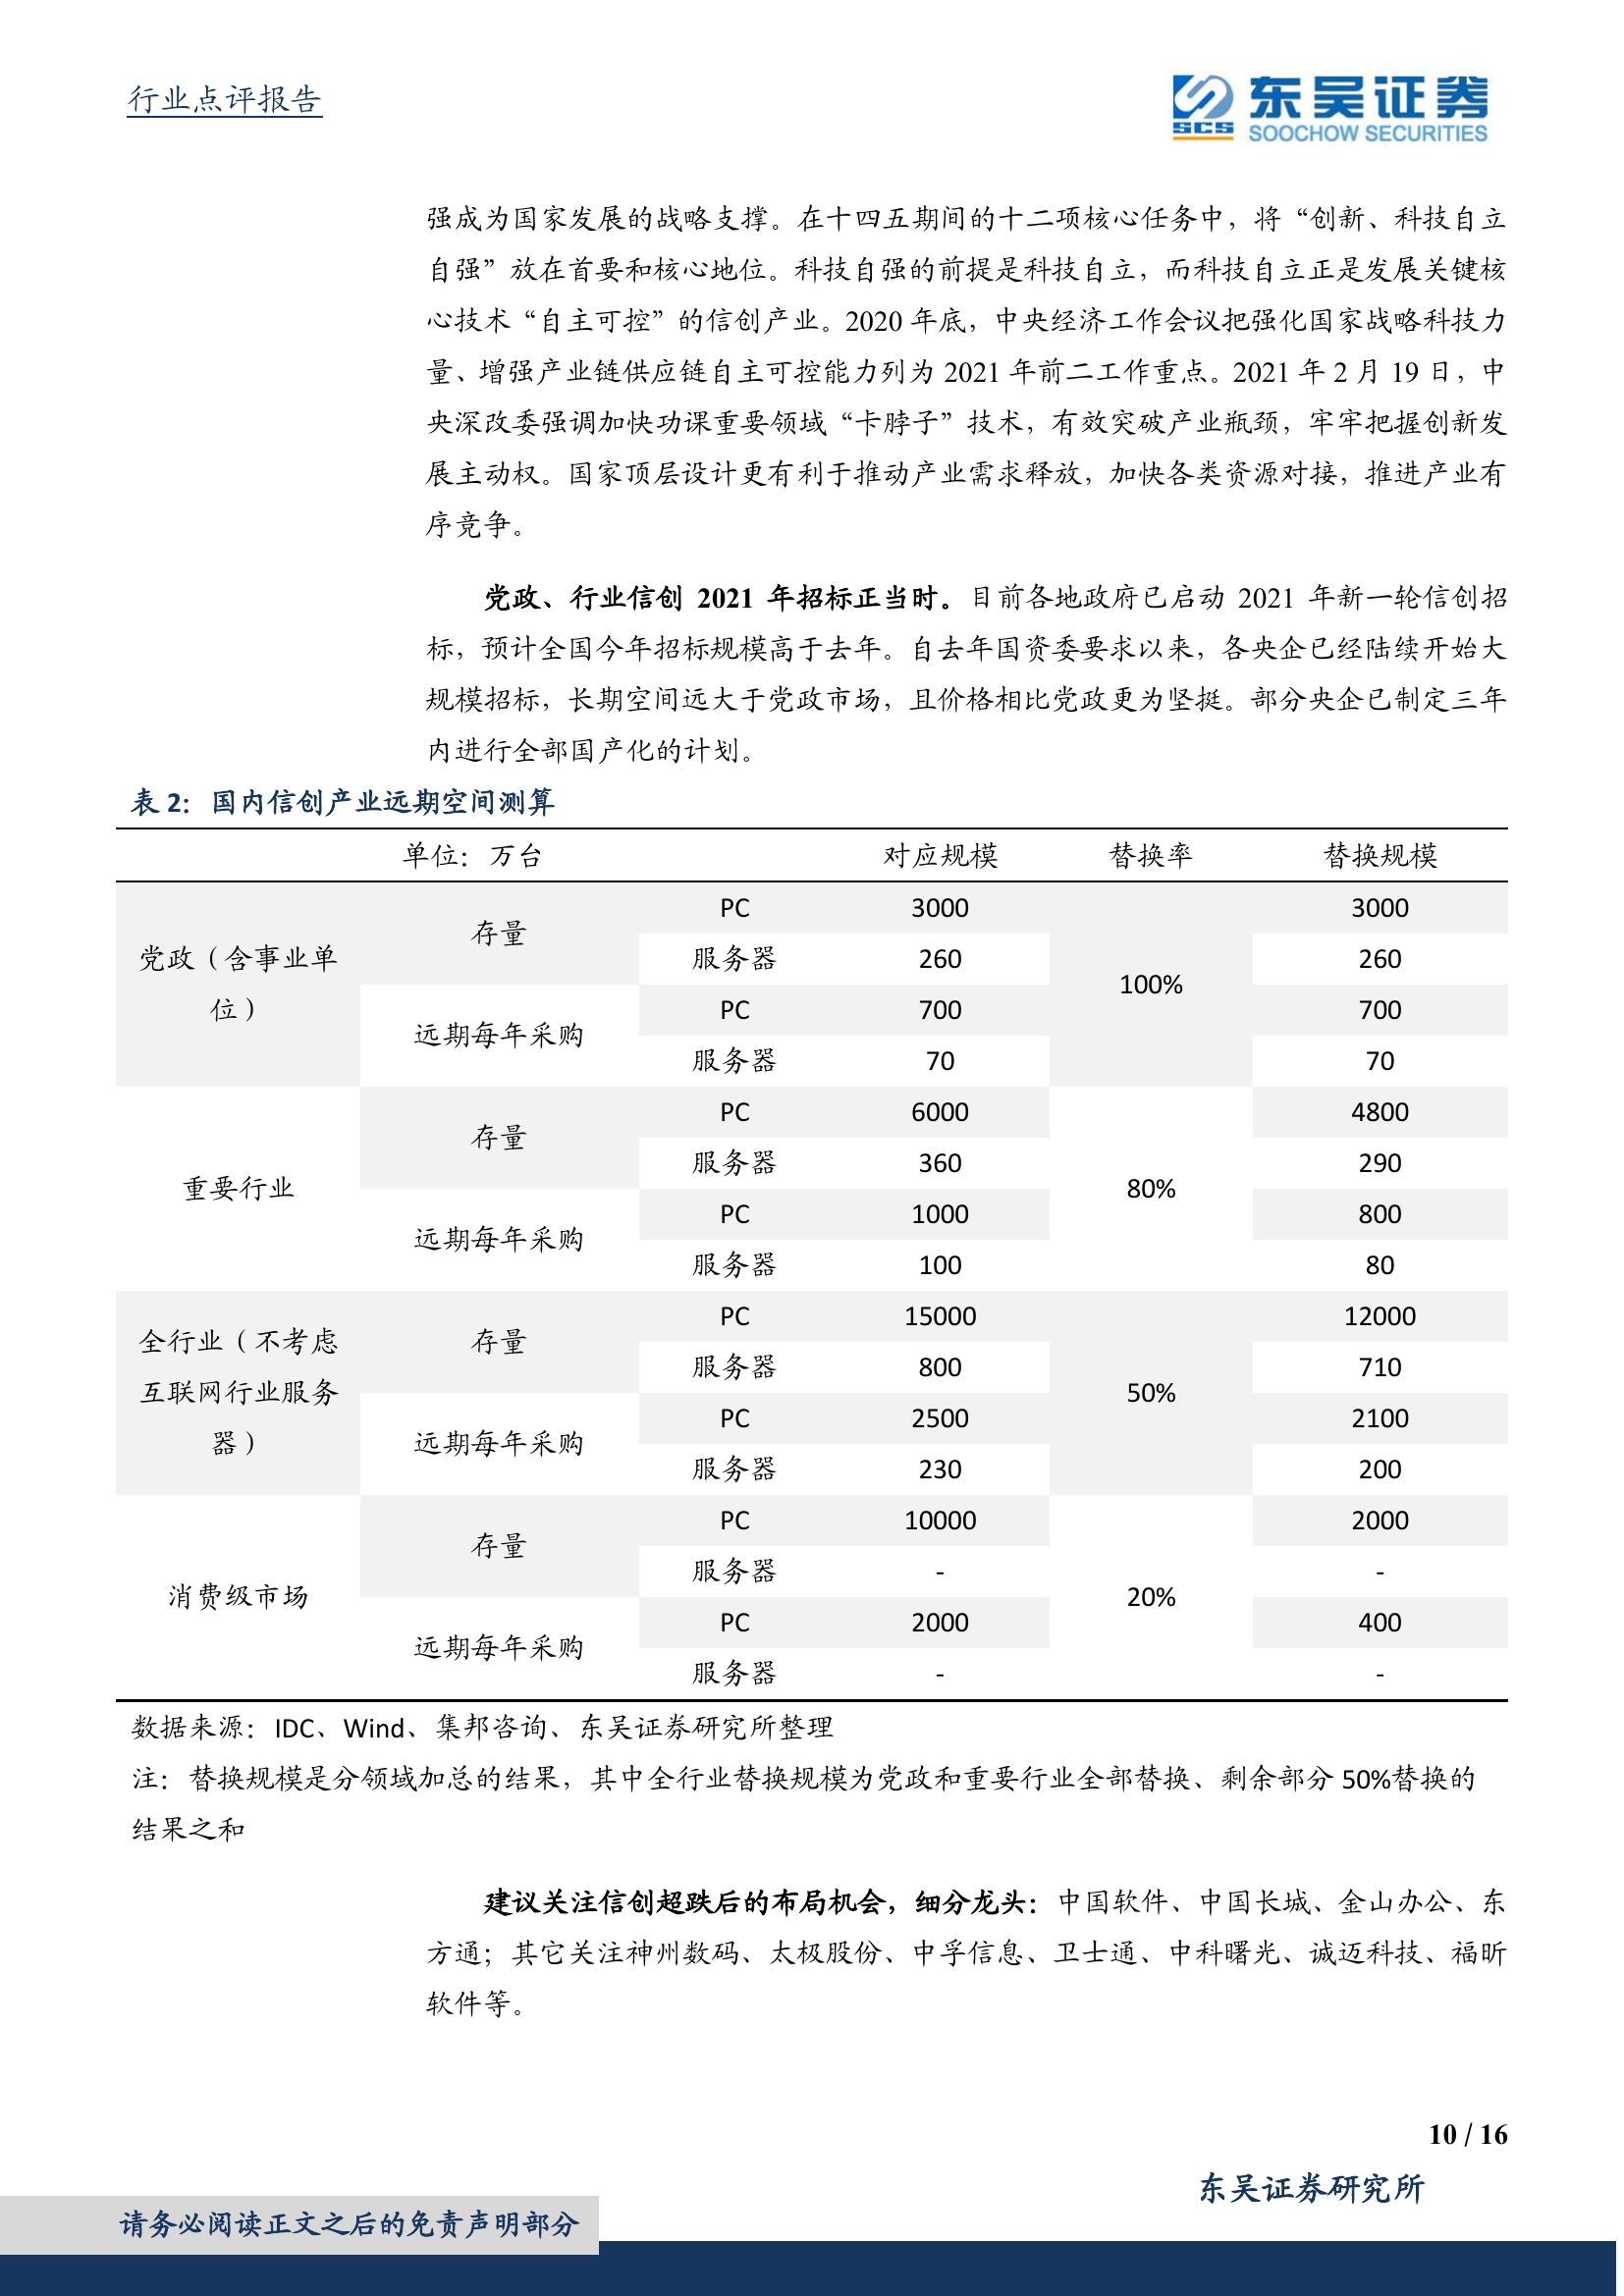 行业点评报告
东吴证券
SCS
SOOCHOW SECURITIES
强成为国家发展的战略支撑。在十四五期间的十二项核心任务中，将“创新、科技自立
自强”放在首要和核心地位。科技自强的前提是科技自立，而科技自立正是发展关键核
心技术“自主可控”的信创产业。2020 年底，中央经济工作会议把强化国家战略科技力
量、增强产业链供应链自主可控能力列为 2021 年前二工作重点。2021 年 2 月 19 日，中
央深改委强调加快功课重要领域“卡脖子”技术，有效突破产业瓶颈，牢牢把握创新发
展主动权。国家顶层设计更有利于推动产业需求释放，加快各类资源对接，推进产业有
序竞争。
党政、行业信创 2021 年招标正当时。目前各地政府已启动 2021 年新一轮信创招
标，预计全国今年招标规模高于去年。自去年国资委要求以来，各央企已经陆续开始大
规模招标，长期空间远大于党政市场，且价格相比党政更为坚挺。部分央企已制定三年
内进行全部国产化的计划。
表 2：国内信创产业远期空间测算
单位：万台 对应规模 替换率 替换规模
党政（含事业单
位）
存量 PC 3000 100% 3000
服务器 260 260
远期每年采购 PC 700 700
服务器 70 70
重要行业 存量 PC 6000 80% 4800
服务器 360 290
远期每年采购 PC 1000 800
服务器 100 80
全行业（不考虑
互联网行业服务
器）
存量 PC 15000 50% 12000
服务器 800 710
远期每年采购 PC 2500 2100
服务器 230 200
消费级市场 存量 PC 10000 20% 2000
服务器 - -
远期每年采购 PC 2000 400
服务器 - -
数据来源：IDC、Wind、集邦咨询、东吴证券研究所整理
注：替换规模是分领域加总的结果，其中全行业替换规模为党政和重要行业全部替换、剩余部分 50%替换的
结果之和
建议关注信创超跌后的布局机会，细分龙头：中国软件、中国长城、金山办公、东
方通；其它关注神州数码、太极股份、中孚信息、卫士通、中科曙光、诚迈科技、福昕
软件等。
10 / 16
东吴证券研究所
请务必阅读正文之后的免责声明部分